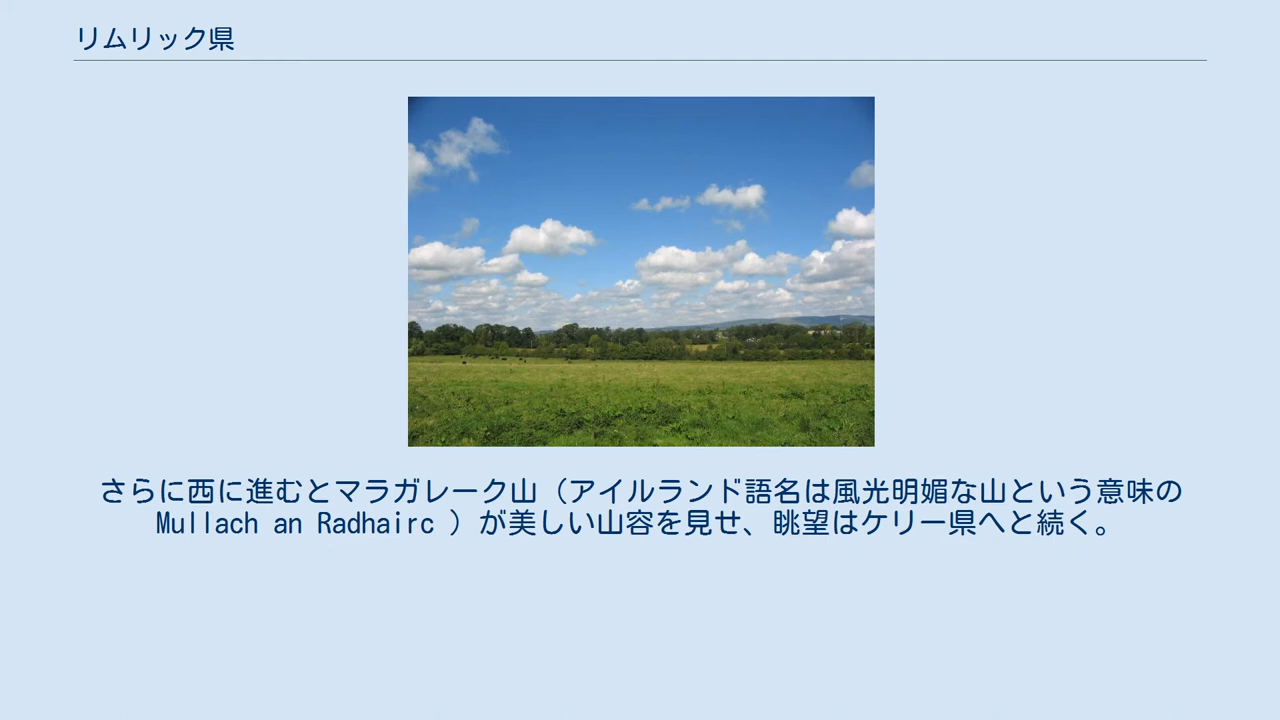 リムリック県
さらに西に進むとマラガレーク山（アイルランド語名は風光明媚な山という意味の
Mullach an Radhairc ）が美しい山容を見せ、眺望はケリー県へと続く。